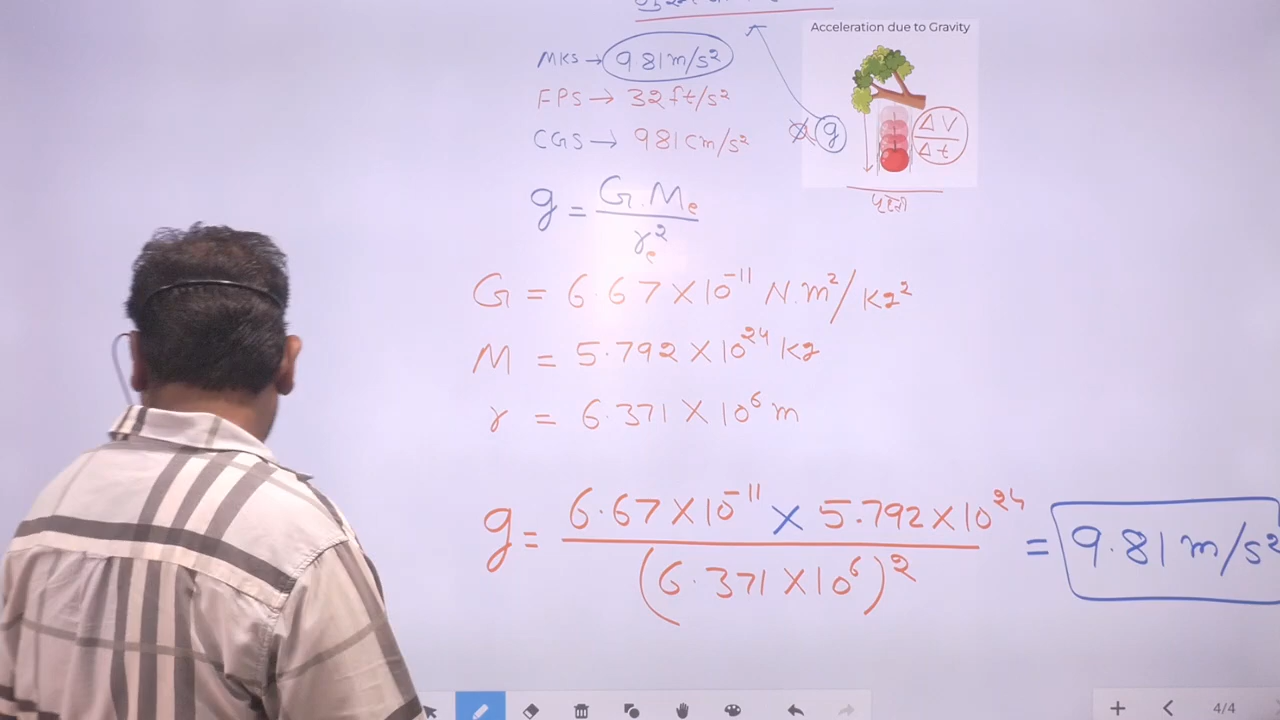 Acceleration due to Gravity
MKS → 9.81 m/s²
FPS → 32 ft/s²
CGS → 981 cm/s²
g
ΔV
Δt
पृथ्वी
g = G.Me
re²
G = 6.67 × 10⁻¹¹ N.m²/kg²
M = 5.792 × 10²⁴ kg
r = 6.371 × 10⁶ m
g = 6.67 × 10⁻¹¹ × 5.792 × 10²⁴ = 9.81 m/s²
(6.371 × 10⁶)²
4/4